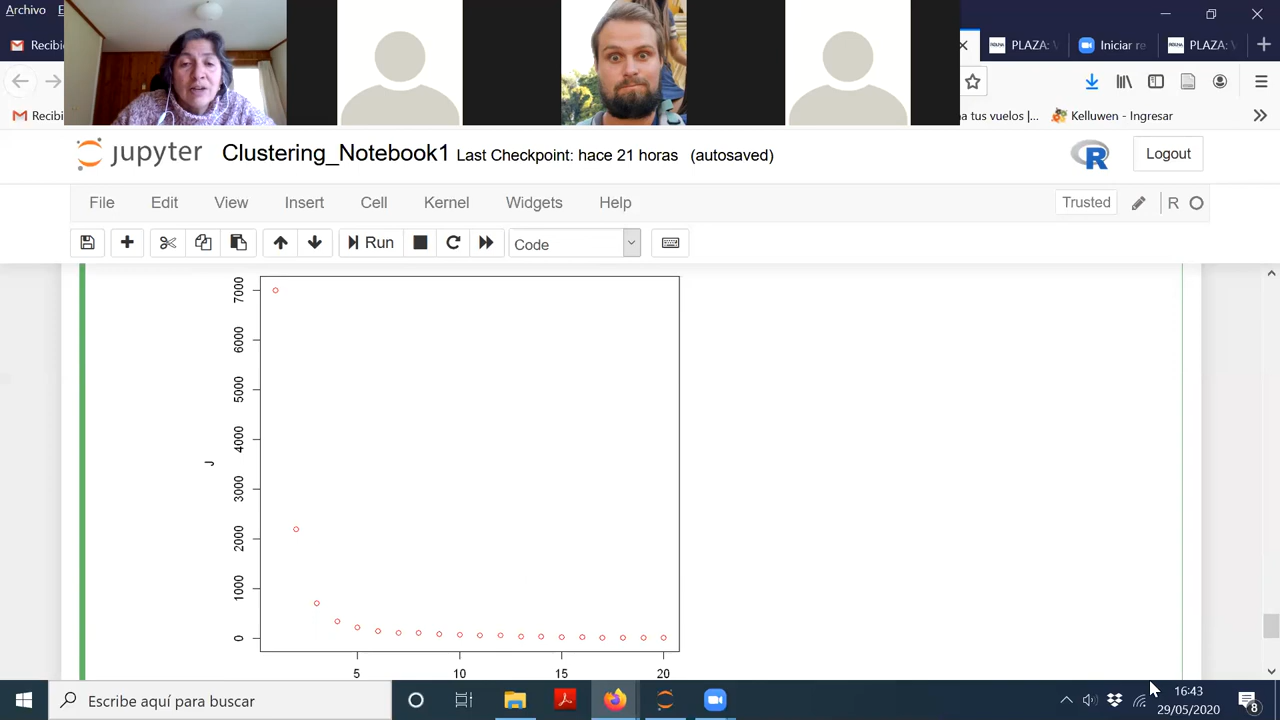 Archivo E
Recibi
PLAZA: V
Iniciar re
PLAZA: V
Recibi
na tus vuelos |...
Kelluwen - Ingresar
jupyter Clustering_Notebook1 Last Checkpoint: hace 21 horas (autosaved)
R
Logout
File Edit View Insert Cell Kernel Widgets Help
Trusted
R
Run
Code
7000
6000
5000
4000
3000
2000
1000
0
J
5 10 15 20
Escribe aquí para buscar
16:43
29/05/2020
8